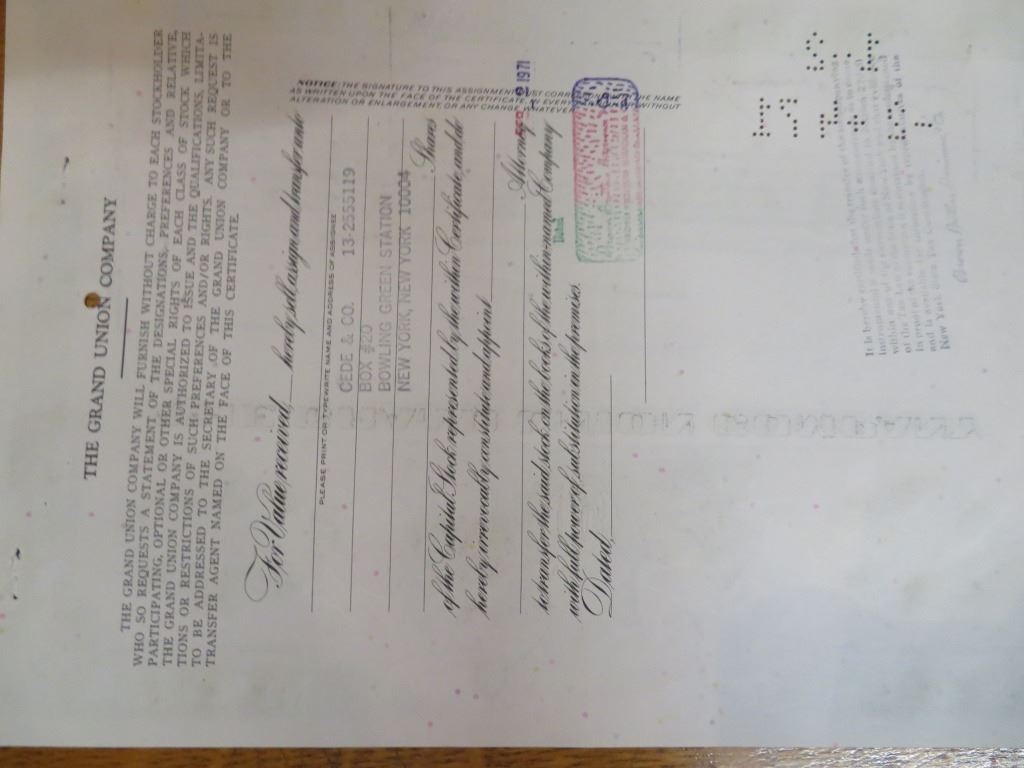 THE GRAND UNION COMPANY
THE GRAND UNION COMPANY WILL FURNISH WITHOUT CHARGE TO EACH STOCKHOLDER
WHO SO REQUESTS A STATEMENT OF THE DESIGNATIONS, PREFERENCES AND RELATIVE,
PARTICIPATING, OPTIONAL OR OTHER SPECIAL RIGHTS OF EACH CLASS OF STOCK WHICH
THE GRAND UNION COMPANY IS AUTHORIZED TO ISSUE AND THE QUALIFICATIONS, LIMITA-
TIONS OR RESTRICTIONS OF SUCH PREFERENCES AND/OR RIGHTS. ANY SUCH REQUEST IS
TO BE ADDRESSED TO THE SECRETARY OF THE GRAND UNION COMPANY OR TO THE
TRANSFER AGENT NAMED ON THE FACE OF THIS CERTIFICATE.
For Value received, hereby sell, assign and transfer unto
PLEASE PRINT OR TYPEWRITE NAME AND ADDRESS OF ASSIGNEE
CEDE & CO. 13-2555119
BOX #20
BOWLING GREEN STATION
NEW YORK, NEW YORK 10004
Shares
of the Capital Stock represented by the within Certificate, and do
hereby irrevocably constitute and appoint
Attorney
to transfer the said stock on the books of the within-named Company
with full power of substitution in the premises.
Dated,
NOTICE: THE SIGNATURE TO THIS ASSIGNMENT MUST THE NAME
AS WRITTEN UPON THE FACE OF THE CERTIFICATE, IN EVERY WITHOUT
ALTERATION OR ENLARGEMENT, OR ANY CHANGE WHATEVER
1971
New York